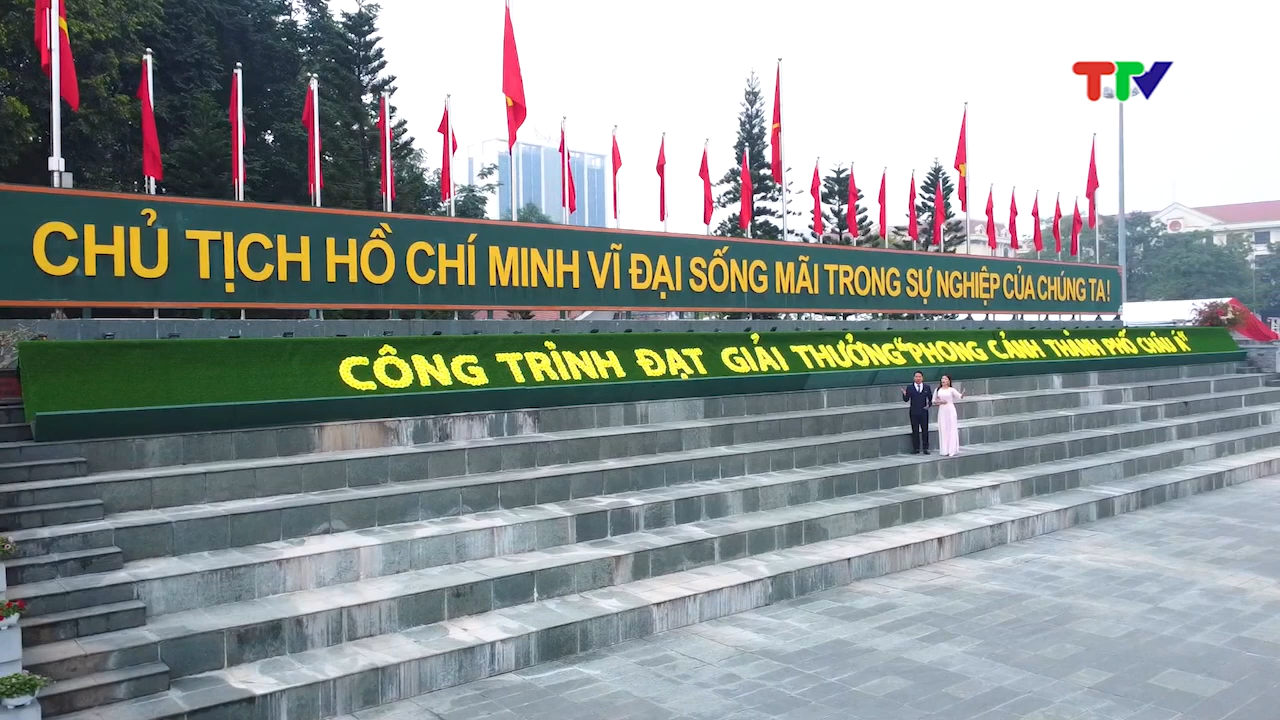 TTV
CHỦ TỊCH HỒ CHÍ MINH VĨ ĐẠI SỐNG MÃI TRONG SỰ NGHIỆP CỦA CHÚNG TA!
CÔNG TRÌNH ĐẠT GIẢI THƯỞNG "PHONG CẢNH THÀNH PHỐ CHÂU Á"